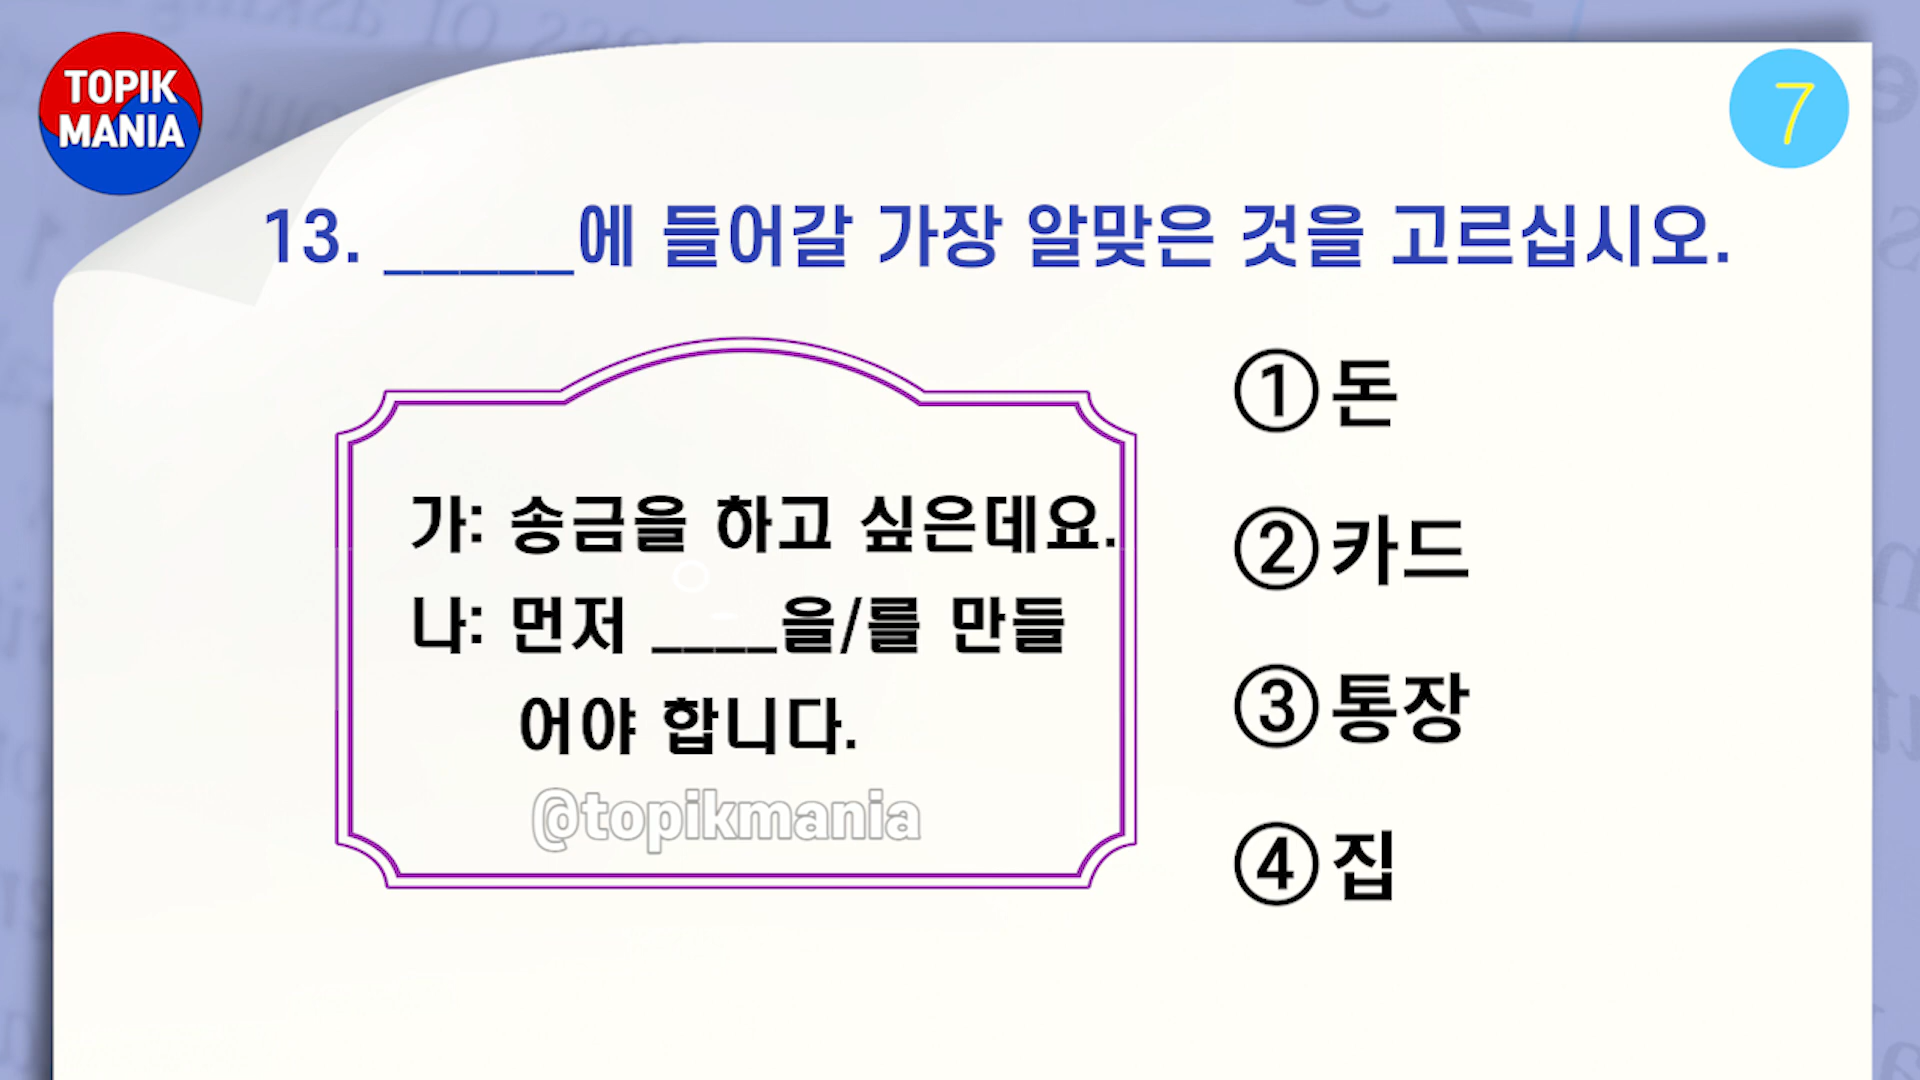 TOPIK
MANIA
7
13. _____에 들어갈 가장 알맞은 것을 고르십시오.
가: 송금을 하고 싶은데요.
나: 먼저 ____을/를 만들
어야 합니다.
@topikmania
①돈
②카드
③통장
④집